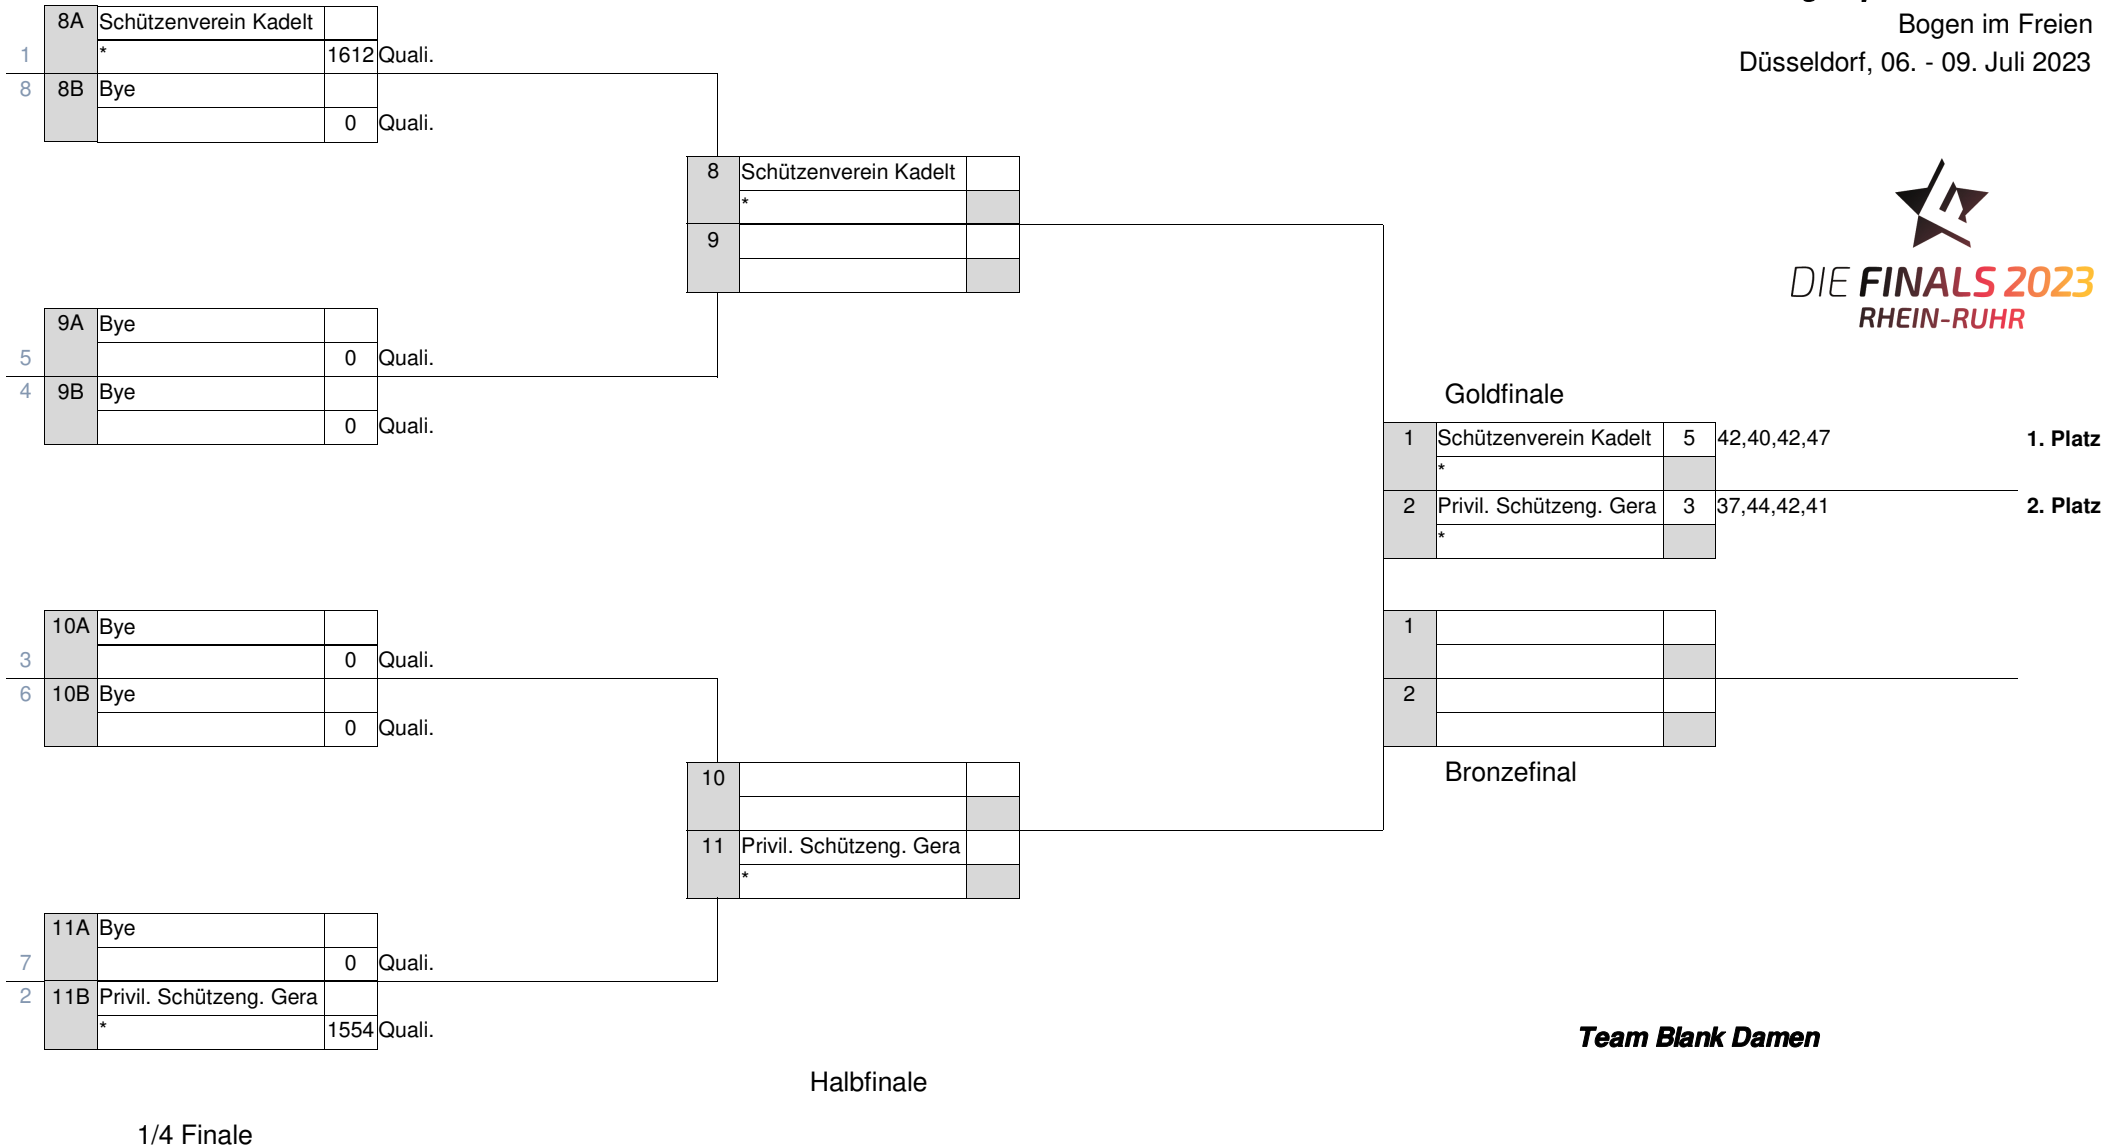 Bogen im Freien
Düsseldorf, 06. - 09. Juli 2023
DIE FINALS 2023
RHEIN-RUHR
8A Schützenverein Kadelt
1 * 1612 Quali.
8 8B Bye
0 Quali.
9A Bye
5 0 Quali.
4 9B Bye
0 Quali.
10A Bye
3 0 Quali.
6 10B Bye
0 Quali.
11A Bye
7 0 Quali.
2 11B Privil. Schützeng. Gera
* 1554 Quali.
1/4 Finale
8 Schützenverein Kadelt
*
9
10
11 Privil. Schützeng. Gera
*
Halbfinale
Goldfinale
1 Schützenverein Kadelt 5 42,40,42,47 1. Platz
*
2 Privil. Schützeng. Gera 3 37,44,42,41 2. Platz
*
1
2
Bronzefinal
Team Blank Damen